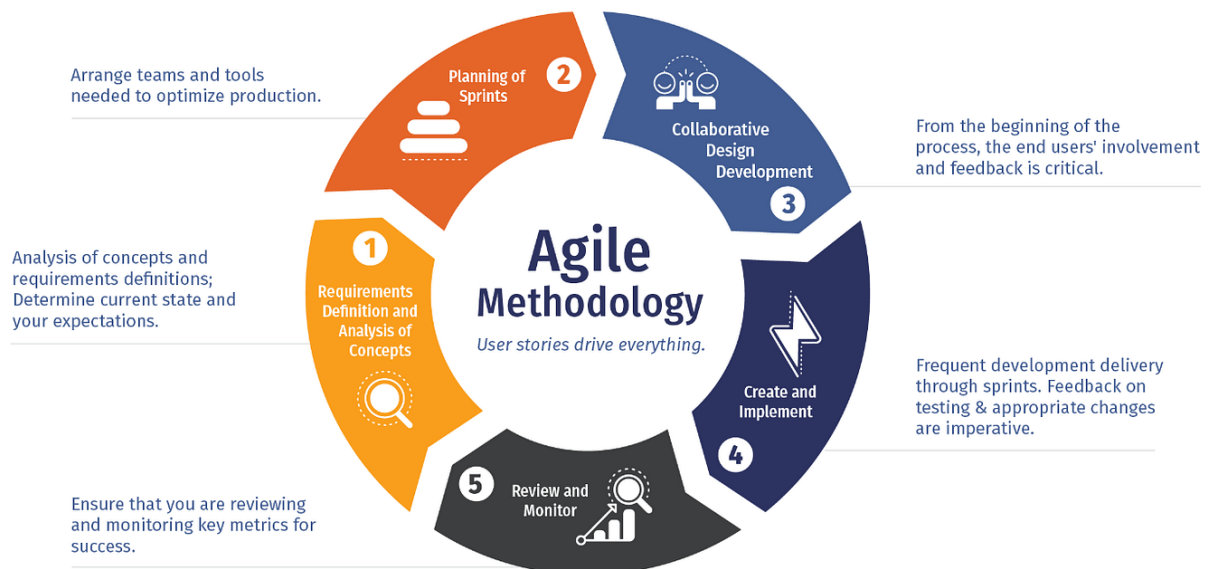 Agile
Methodology
User stories drive everything.
1
Requirements
Definition and
Analysis of
Concepts
Analysis of concepts and
requirements definitions;
Determine current state and
your expectations.
2
Planning of
Sprints
Arrange teams and tools
needed to optimize production.
Collaborative
Design
Development
3
From the beginning of the
process, the end users' involvement
and feedback is critical.
Create and
Implement
4
Frequent development delivery
through sprints. Feedback on
testing & appropriate changes
are imperative.
5
Review and
Monitor
Ensure that you are reviewing
and monitoring key metrics for
success.